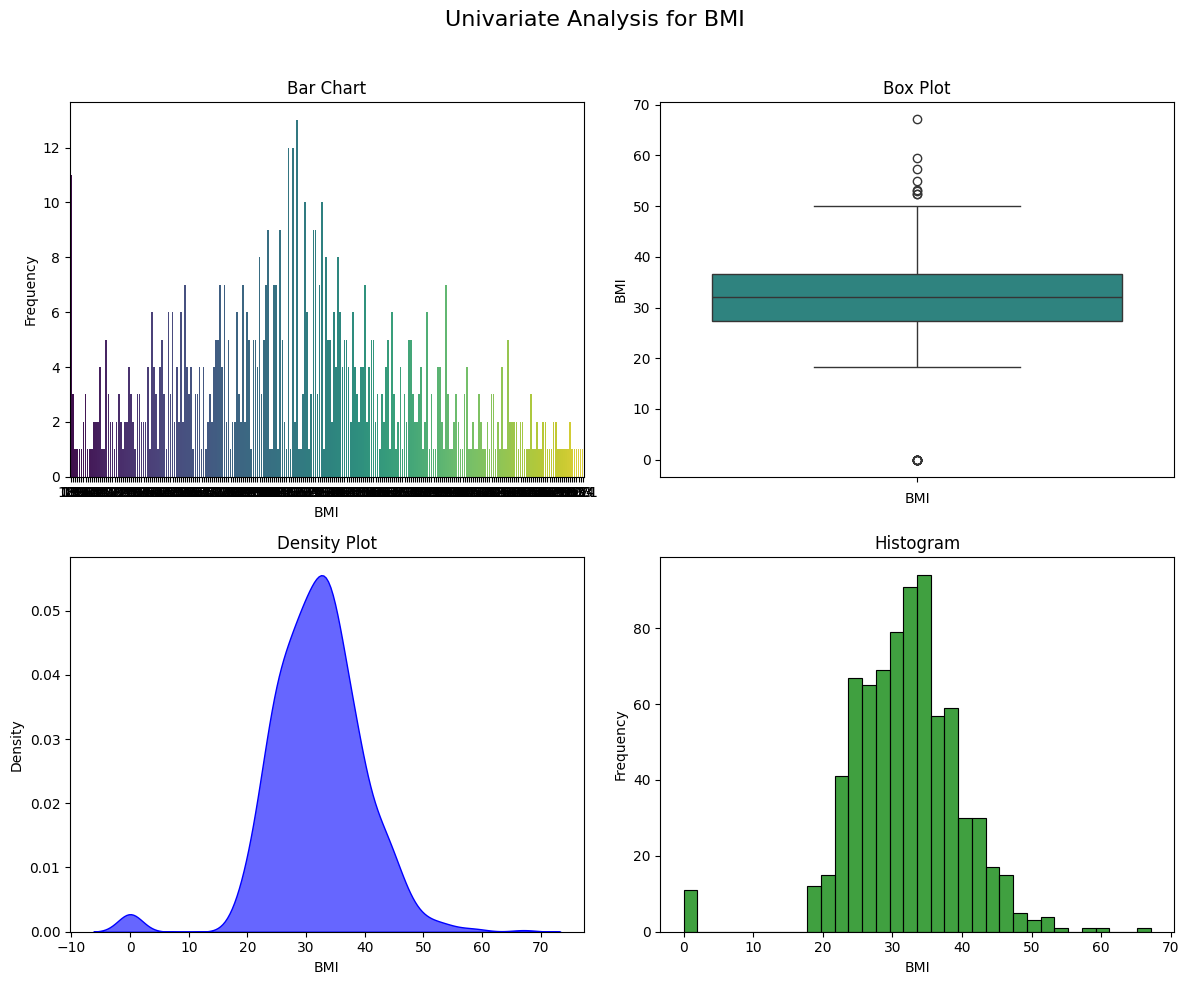 Univariate Analysis for BMI
Bar Chart
Frequency
12
10
8
6
4
2
0
BMI
Box Plot
BMI
70
60
50
40
30
20
10
0
BMI
Density Plot
Density
0.05
0.04
0.03
0.02
0.01
0.00
−10 0 10 20 30 40 50 60 70
BMI
Histogram
Frequency
80
60
40
20
0
0 10 20 30 40 50 60 70
BMI